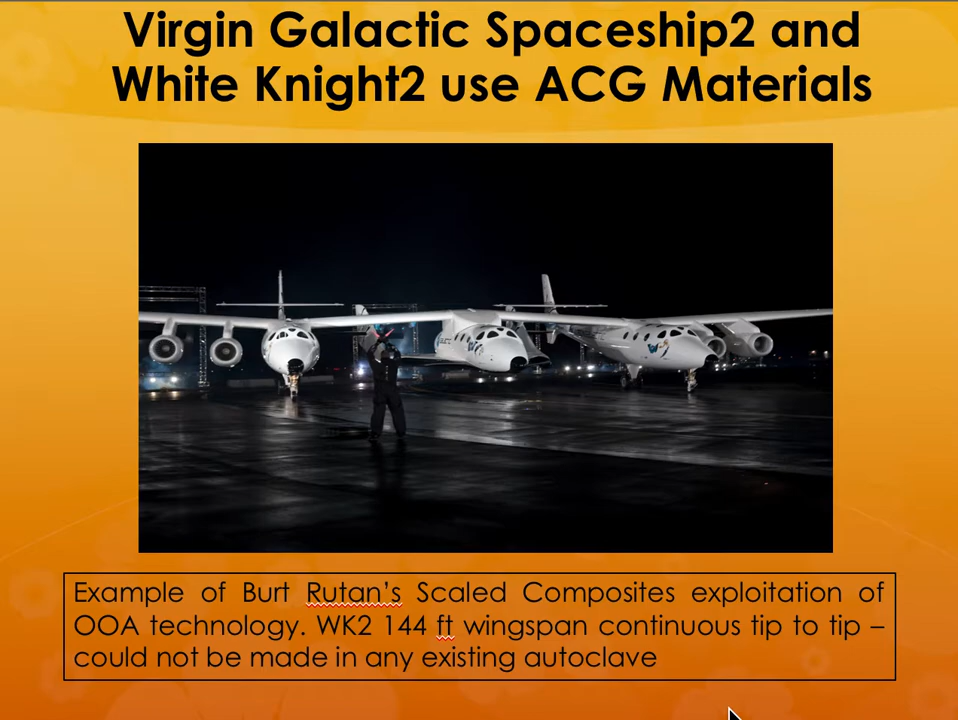 Virgin Galactic Spaceship2 and
White Knight2 use ACG Materials
Example of Burt Rutan’s Scaled Composites exploitation of
OOA technology. WK2 144 ft wingspan continuous tip to tip –
could not be made in any existing autoclave